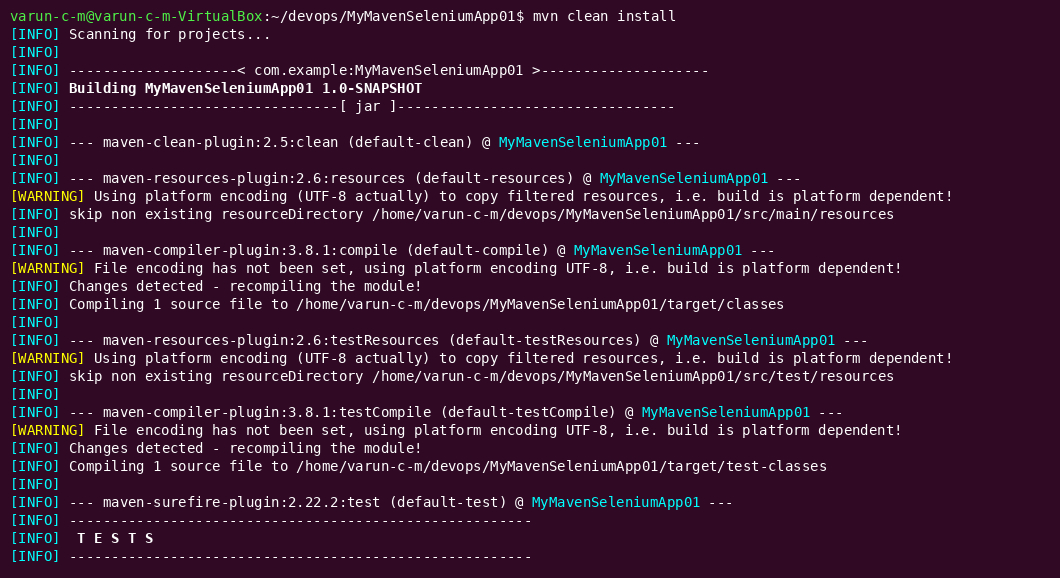 varun-c-m@varun-c-m-VirtualBox:~/devops/MyMavenSeleniumApp01$ mvn clean install
[INFO] Scanning for projects...
[INFO]
[INFO] --------------------< com.example:MyMavenSeleniumApp01 >--------------------
[INFO] Building MyMavenSeleniumApp01 1.0-SNAPSHOT
[INFO] --------------------------------[ jar ]---------------------------------
[INFO]
[INFO] --- maven-clean-plugin:2.5:clean (default-clean) @ MyMavenSeleniumApp01 ---
[INFO]
[INFO] --- maven-resources-plugin:2.6:resources (default-resources) @ MyMavenSeleniumApp01 ---
[WARNING] Using platform encoding (UTF-8 actually) to copy filtered resources, i.e. build is platform dependent!
[INFO] skip non existing resourceDirectory /home/varun-c-m/devops/MyMavenSeleniumApp01/src/main/resources
[INFO]
[INFO] --- maven-compiler-plugin:3.8.1:compile (default-compile) @ MyMavenSeleniumApp01 ---
[WARNING] File encoding has not been set, using platform encoding UTF-8, i.e. build is platform dependent!
[INFO] Changes detected - recompiling the module!
[INFO] Compiling 1 source file to /home/varun-c-m/devops/MyMavenSeleniumApp01/target/classes
[INFO]
[INFO] --- maven-resources-plugin:2.6:testResources (default-testResources) @ MyMavenSeleniumApp01 ---
[WARNING] Using platform encoding (UTF-8 actually) to copy filtered resources, i.e. build is platform dependent!
[INFO] skip non existing resourceDirectory /home/varun-c-m/devops/MyMavenSeleniumApp01/src/test/resources
[INFO]
[INFO] --- maven-compiler-plugin:3.8.1:testCompile (default-testCompile) @ MyMavenSeleniumApp01 ---
[WARNING] File encoding has not been set, using platform encoding UTF-8, i.e. build is platform dependent!
[INFO] Changes detected - recompiling the module!
[INFO] Compiling 1 source file to /home/varun-c-m/devops/MyMavenSeleniumApp01/target/test-classes
[INFO]
[INFO] --- maven-surefire-plugin:2.22.2:test (default-test) @ MyMavenSeleniumApp01 ---
[INFO] -------------------------------------------------------
[INFO]  T E S T S
[INFO] -------------------------------------------------------